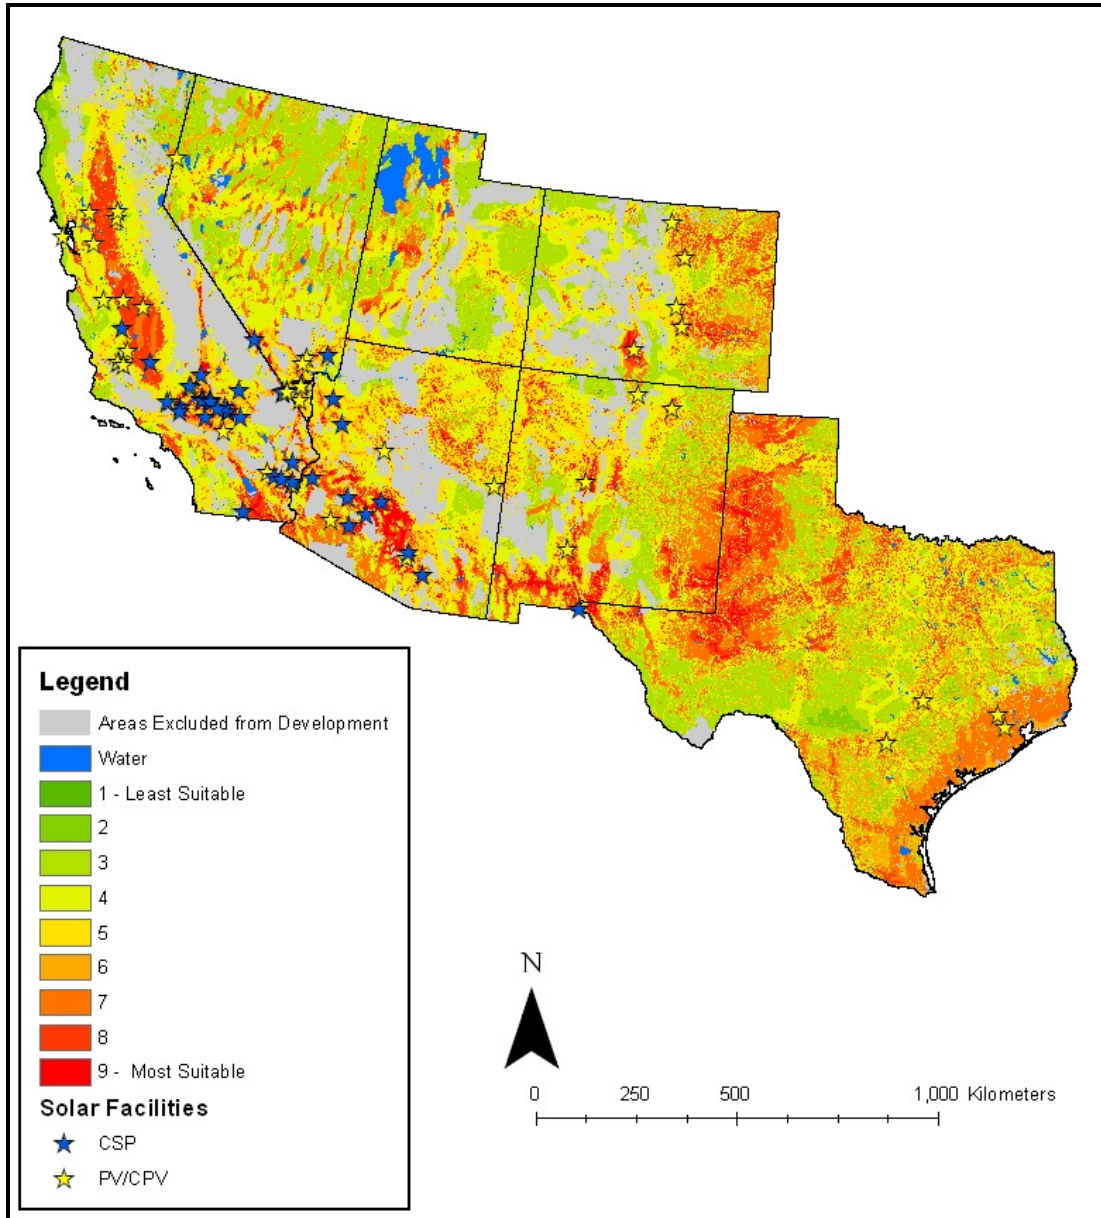 Legend
Areas Excluded from Development
Water
1 - Least Suitable
2
3
4
5
6
7
8
9 - Most Suitable
Solar Facilities
CSP
PV/CPV
N
0 250 500 1,000 Kilometers